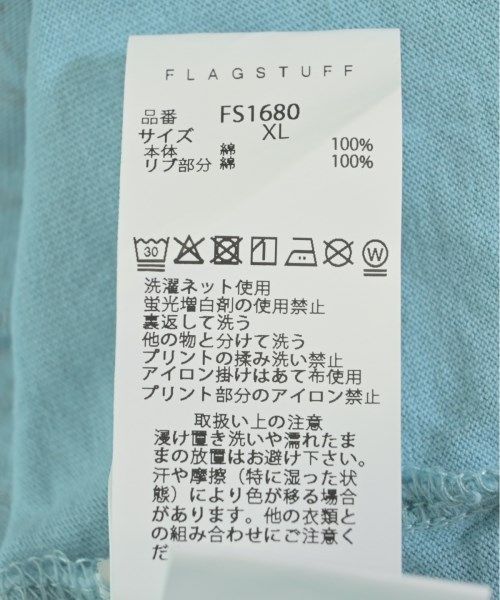 FLAGSTUFF
品番 FS1680
サイズ XL
本体 綿 100%
リブ部分 綿 100%
30 W
洗濯ネット使用
蛍光増白剤の使用禁止
裏返して洗う
他の物と分けて洗う
プリントの揉み洗い禁止
アイロン掛けはあて布使用
プリント部分のアイロン禁止
取扱い上の注意
浸け置き洗いや濡れたま
まの放置はお避け下さい。
汗や摩擦（特に湿った状
態）により色が移る場合
があります。他の衣類と
の組み合わせにご注意く
だ